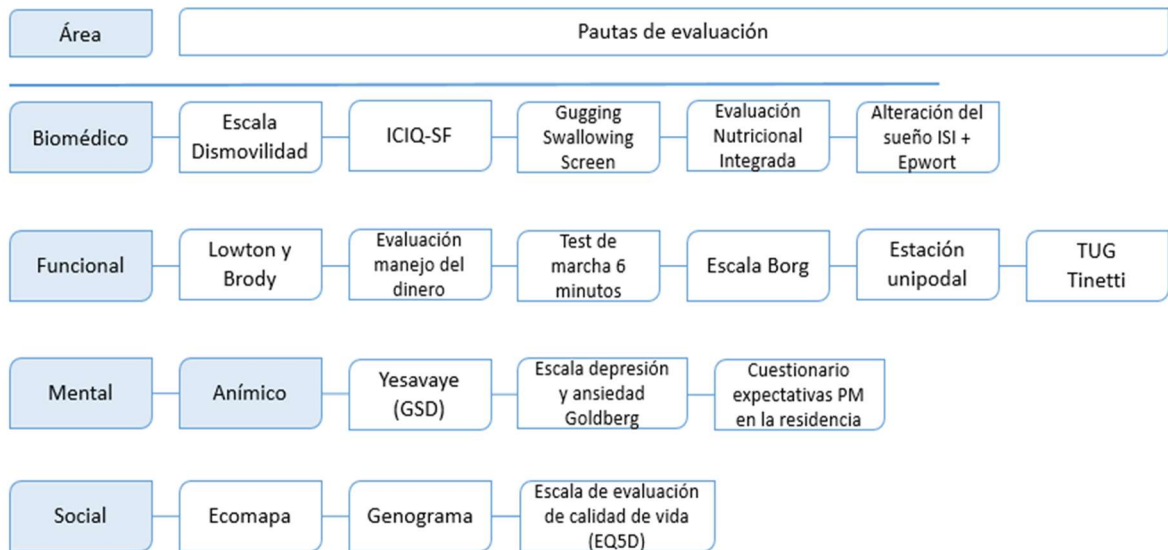 Área
Pautas de evaluación
Biomédico
Escala
Dismovilidad
ICIQ-SF
Gugging
Swallowing
Screen
Evaluación
Nutricional
Integrada
Alteración del
sueño ISI +
Epwort
Funcional
Lowton y
Brody
Evaluación
manejo del
dinero
Test de
marcha 6
minutos
Escala Borg
Estación
unipodal
TUG
Tinetti
Mental
Anímico
Yesavaye
(GSD)
Escala depresión
y ansiedad
Goldberg
Cuestionario
expectativas PM
en la residencia
Social
Ecomapa
Genograma
Escala de evaluación
de calidad de vida
(EQ5D)